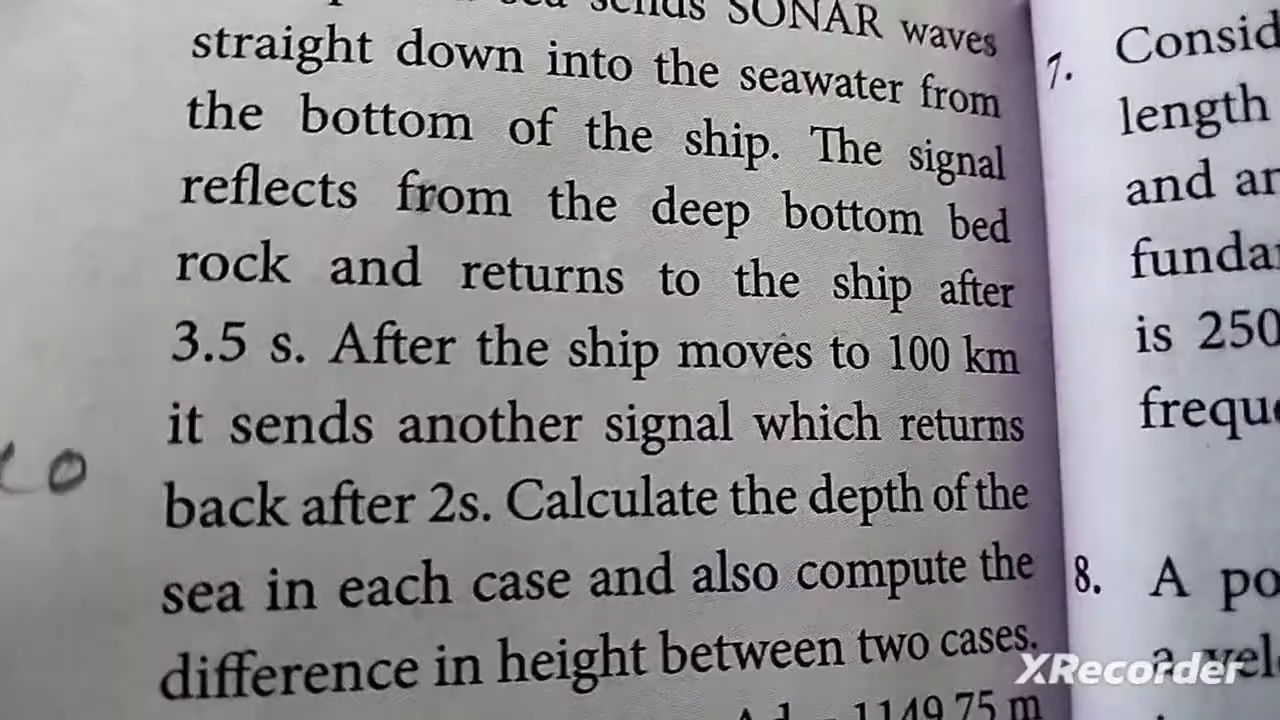 sends SONAR waves
straight down into the seawater from
the bottom of the ship. The signal
reflects from the deep bottom bed
rock and returns to the ship after
3.5 s. After the ship moves to 100 km
it sends another signal which returns
back after 2s. Calculate the depth of the
sea in each case and also compute the
difference in height between two cases.
1149.75 m
7. Consid
length
and ar
funda
is 250
frequ
8. A po
a vel
XRecorder